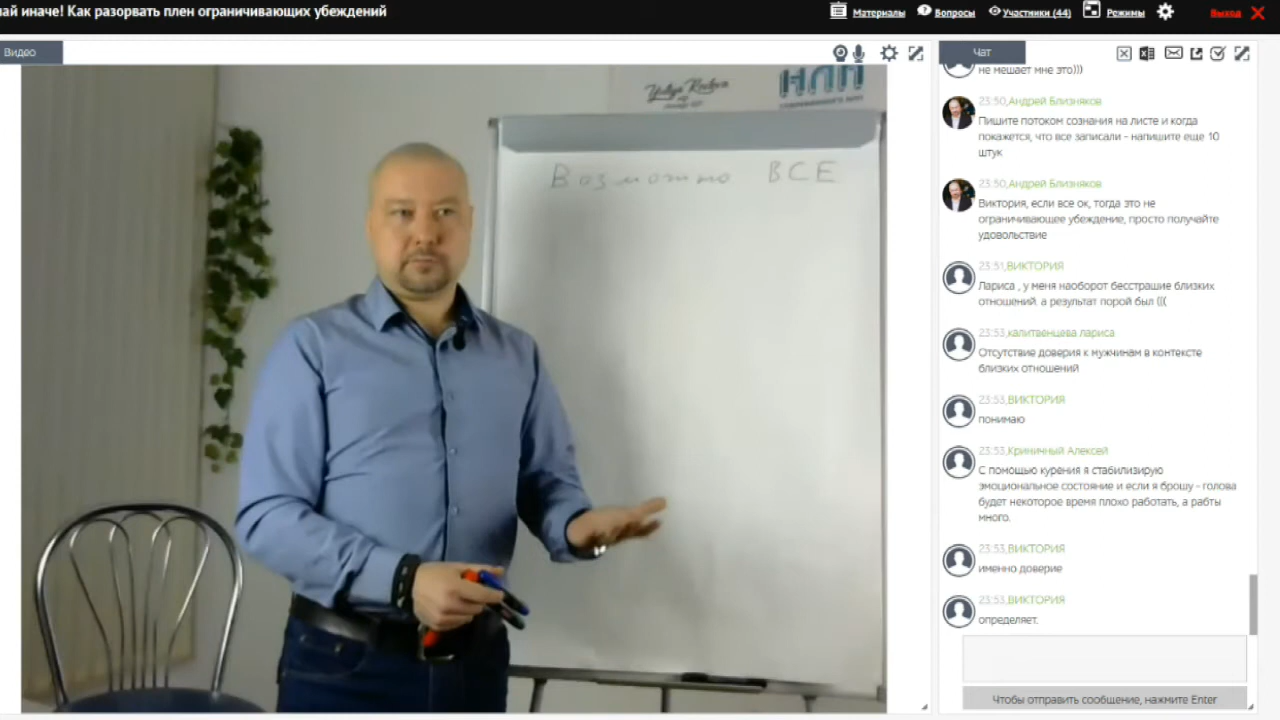 ай иначе! Как разорвать плен ограничивающих убеждений
Материалы
Вопросы
Участники (44)
Режимы
Выход
Видео
Чат
НЛП
Возможно ВСЕ
не мешает мне это)))
23:50,Андрей Близняков
Пишите потоком сознания на листе и когда
покажется, что все записали - напишите еще 10
штук
23:50,Андрей Близняков
Виктория, если все ок, тогда это не
ограничивающее убеждение, просто получайте
удовольствие
23:51,ВИКТОРИЯ
Лариса , у меня наоборот бесстрашие близких
отношений. а результат порой был (((
23:53,калитвенцева лариса
Отсутствие доверия к мужчинам в контексте
близких отношений
23:53,ВИКТОРИЯ
понимаю
23:53,Криничный Алексей
С помощью курения я стабилизирую
эмоциональное состояние и если я брошу - голова
будет некоторое время плохо работать, а рабты
много.
23:53,ВИКТОРИЯ
именно доверие
23:53,ВИКТОРИЯ
определяет.
Чтобы отправить сообщение, нажмите Enter